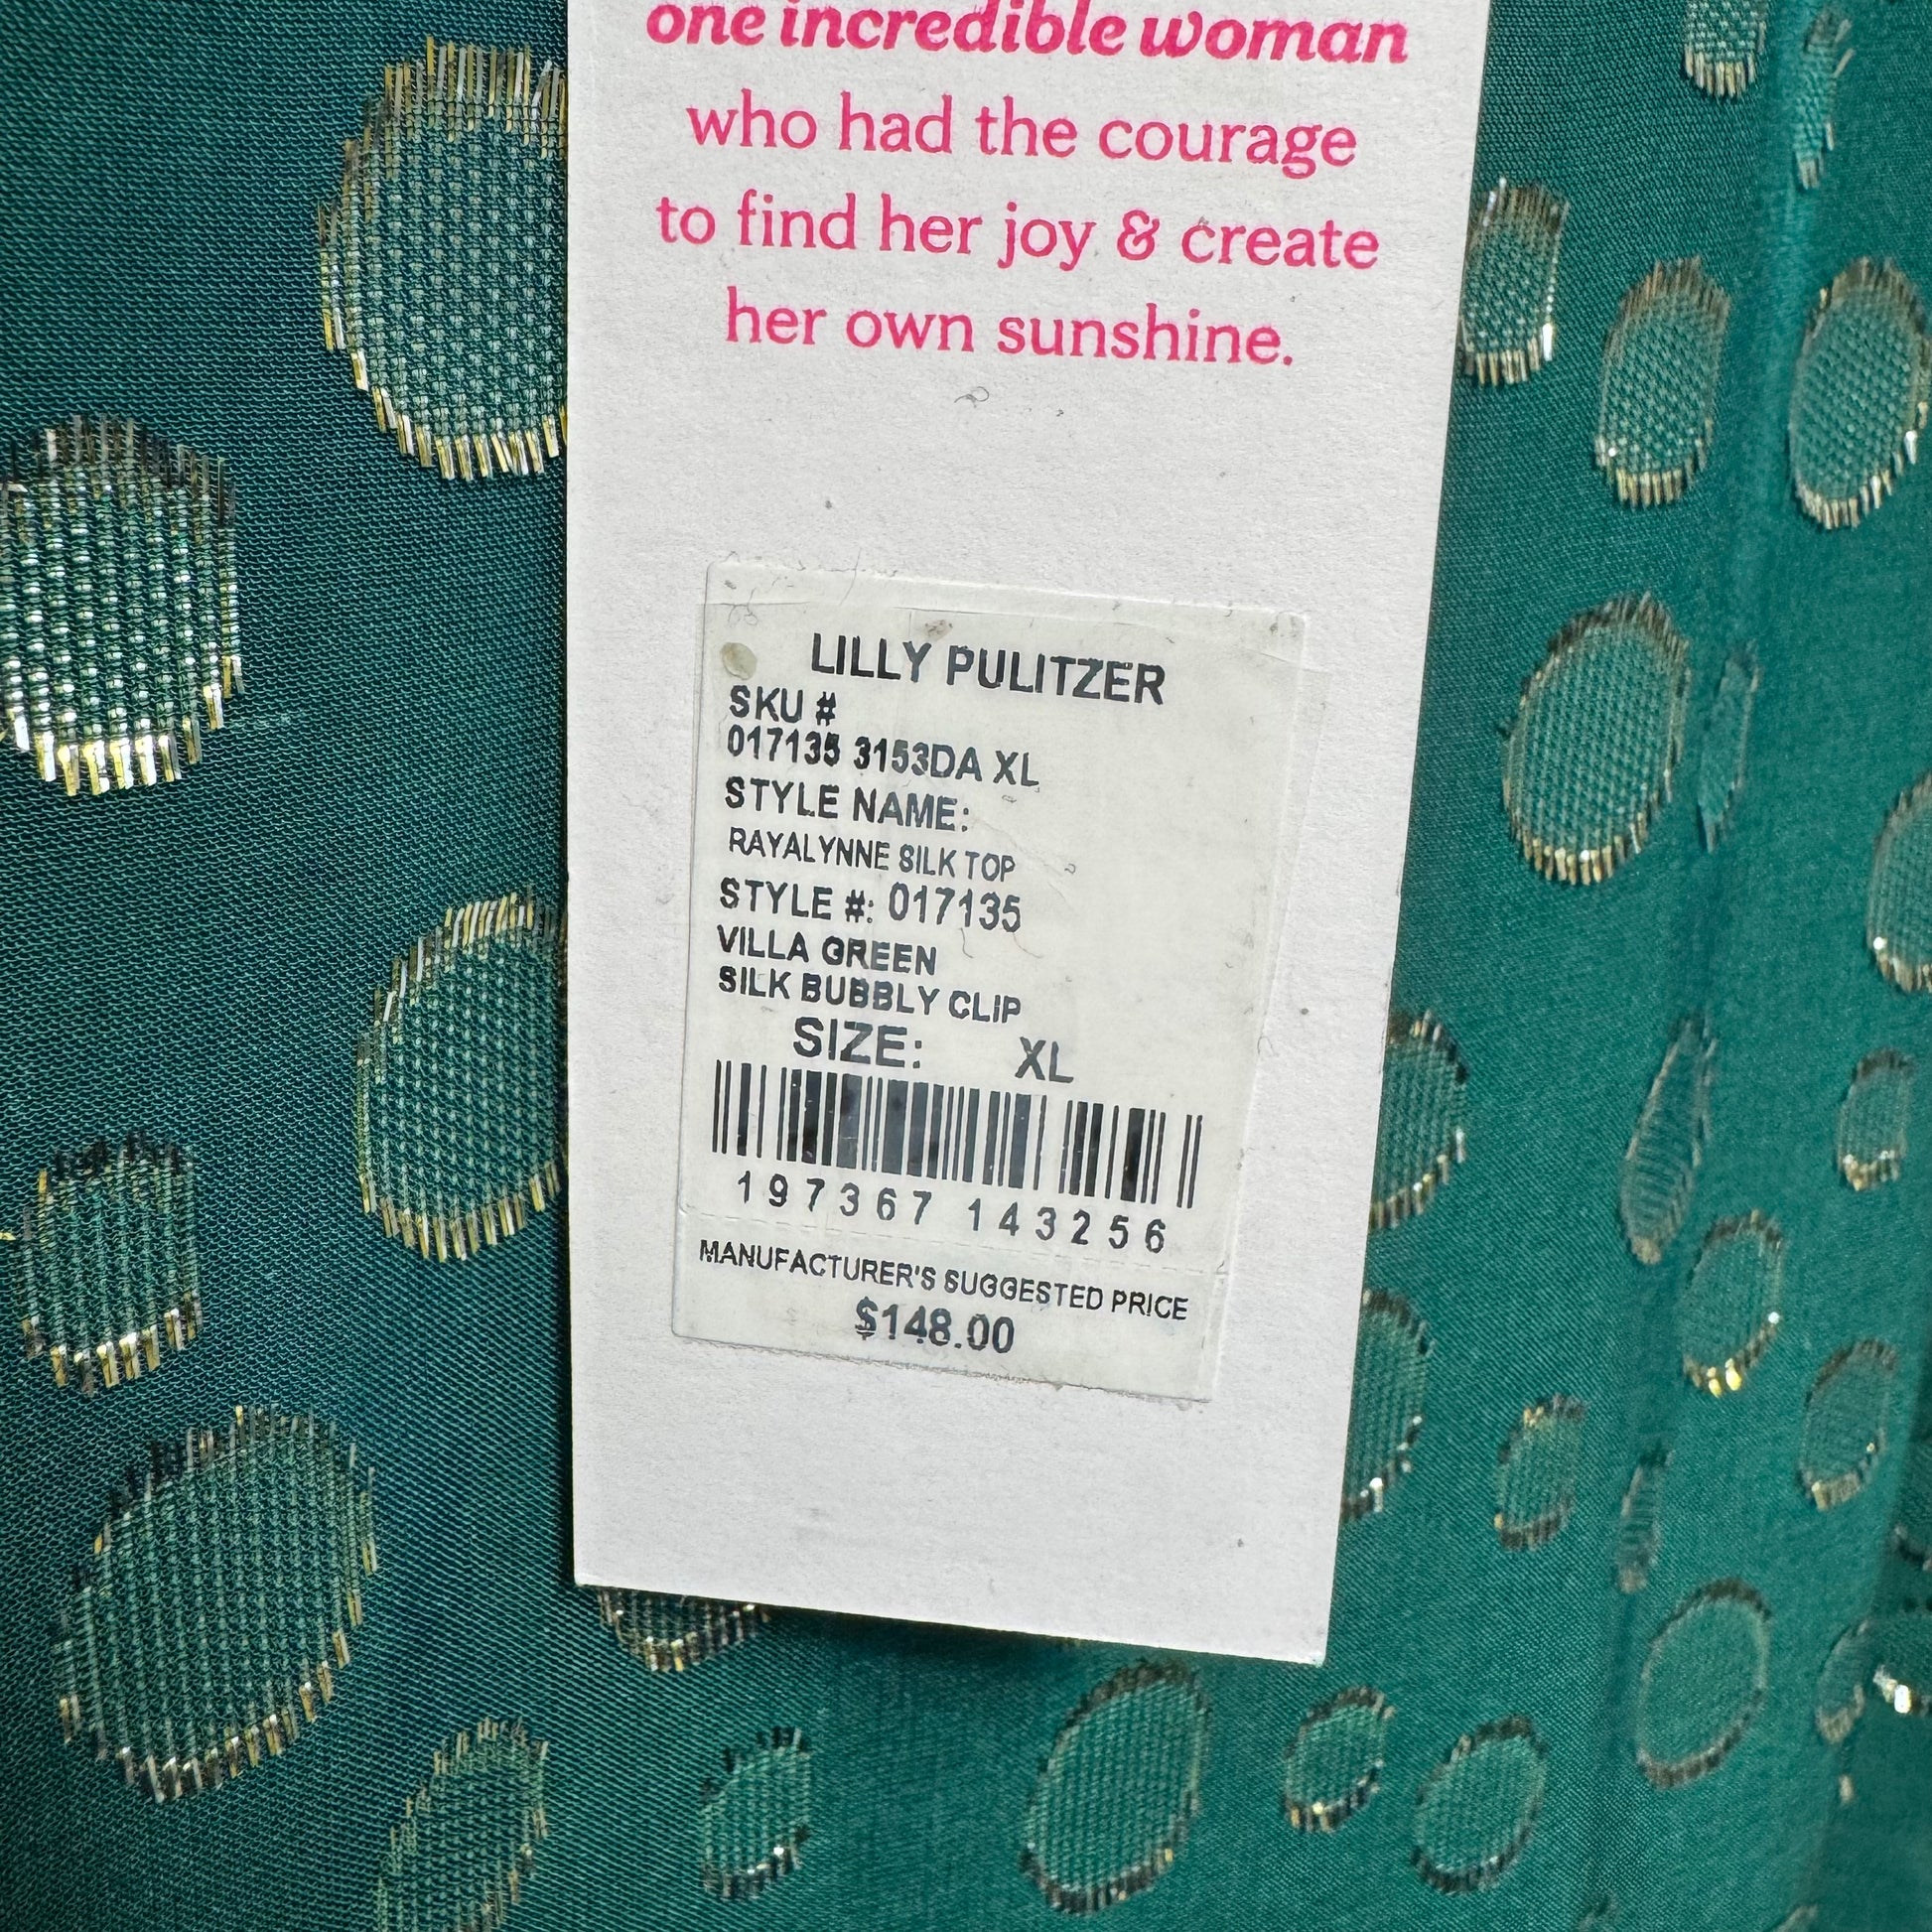 one incredible woman
who had the courage
to find her joy & create
her own sunshine.
LILLY PULITZER
SKU #
017135 3153DA XL
STYLE NAME:
RAYALYNNE SILK TOP
STYLE #: 017135
VILLA GREEN
SILK BUBBLY CLIP
SIZE: XL
197367 143256
MANUFACTURER'S SUGGESTED PRICE
$148.00